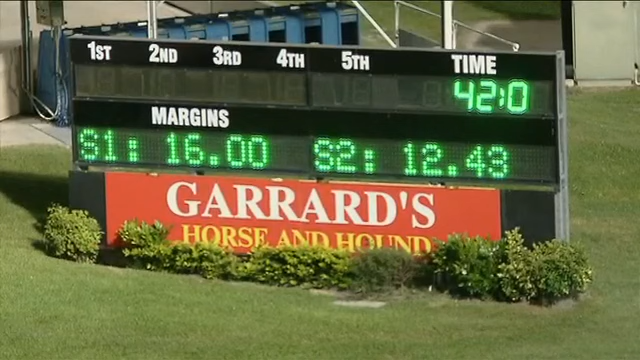 1ST 2ND 3RD 4TH 5TH TIME
42:0
MARGINS
S1: 16.00 S2: 12.43
GARRARD'S
HORSE AND HOUND